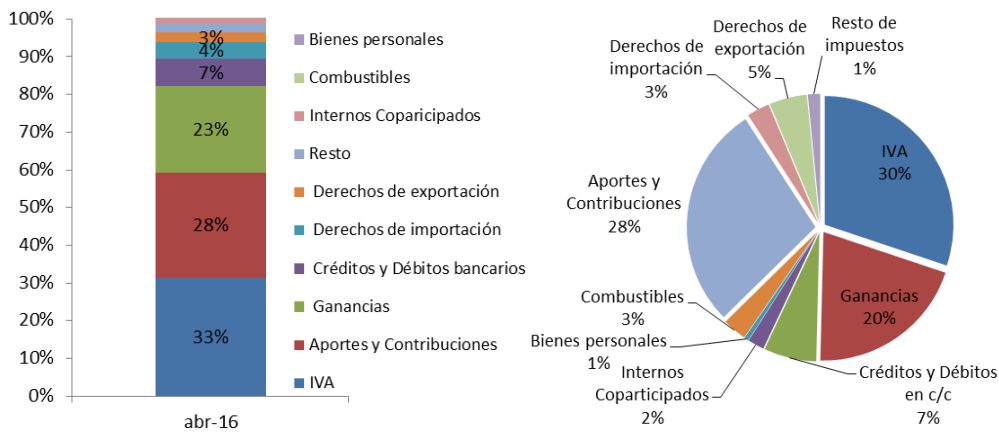 100%
90%
80%
70%
60%
50%
40%
30%
20%
10%
0%
3%
4%
7%
23%
28%
33%
abr-16
Bienes personales
Combustibles
Internos Coparicipados
Resto
Derechos de exportación
Derechos de importación
Créditos y Débitos bancarios
Ganancias
Aportes y Contribuciones
IVA
Derechos de
importación
3%
Derechos de
exportación
5%
Resto de
impuestos
1%
IVA
30%
Aportes y
Contribuciones
28%
Ganancias
20%
Combustibles
3%
Bienes personales
1%
Internos
Coparticipados
2%
Créditos y Débitos
en c/c
7%